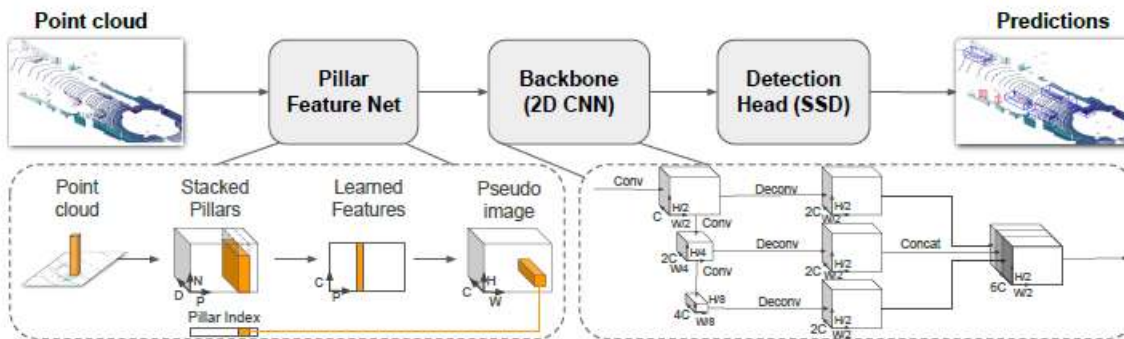 Point cloud
Predictions
Pillar
Feature Net
Backbone
(2D CNN)
Detection
Head (SSD)
Point
cloud
Stacked
Pillars
Learned
Features
Pseudo
image
D
N
P
C
P
C
H
W
Pillar Index
Conv
C
H/2
W/2
Conv
2C
H/4
W/4
Conv
4C
H/8
W/8
Deconv
2C
H/2
W/2
Deconv
2C
H/2
W/2
Deconv
2C
H/2
W/2
Concat
6C
H/2
W/2